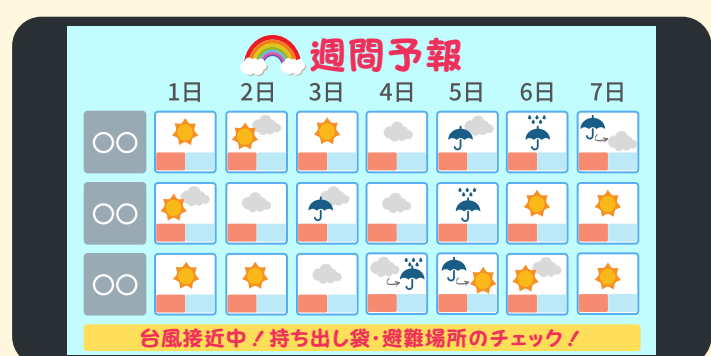 週間予報
1日 2日 3日 4日 5日 6日 7日
○○
○○
○○
台風接近中！持ち出し袋・避難場所のチェック！